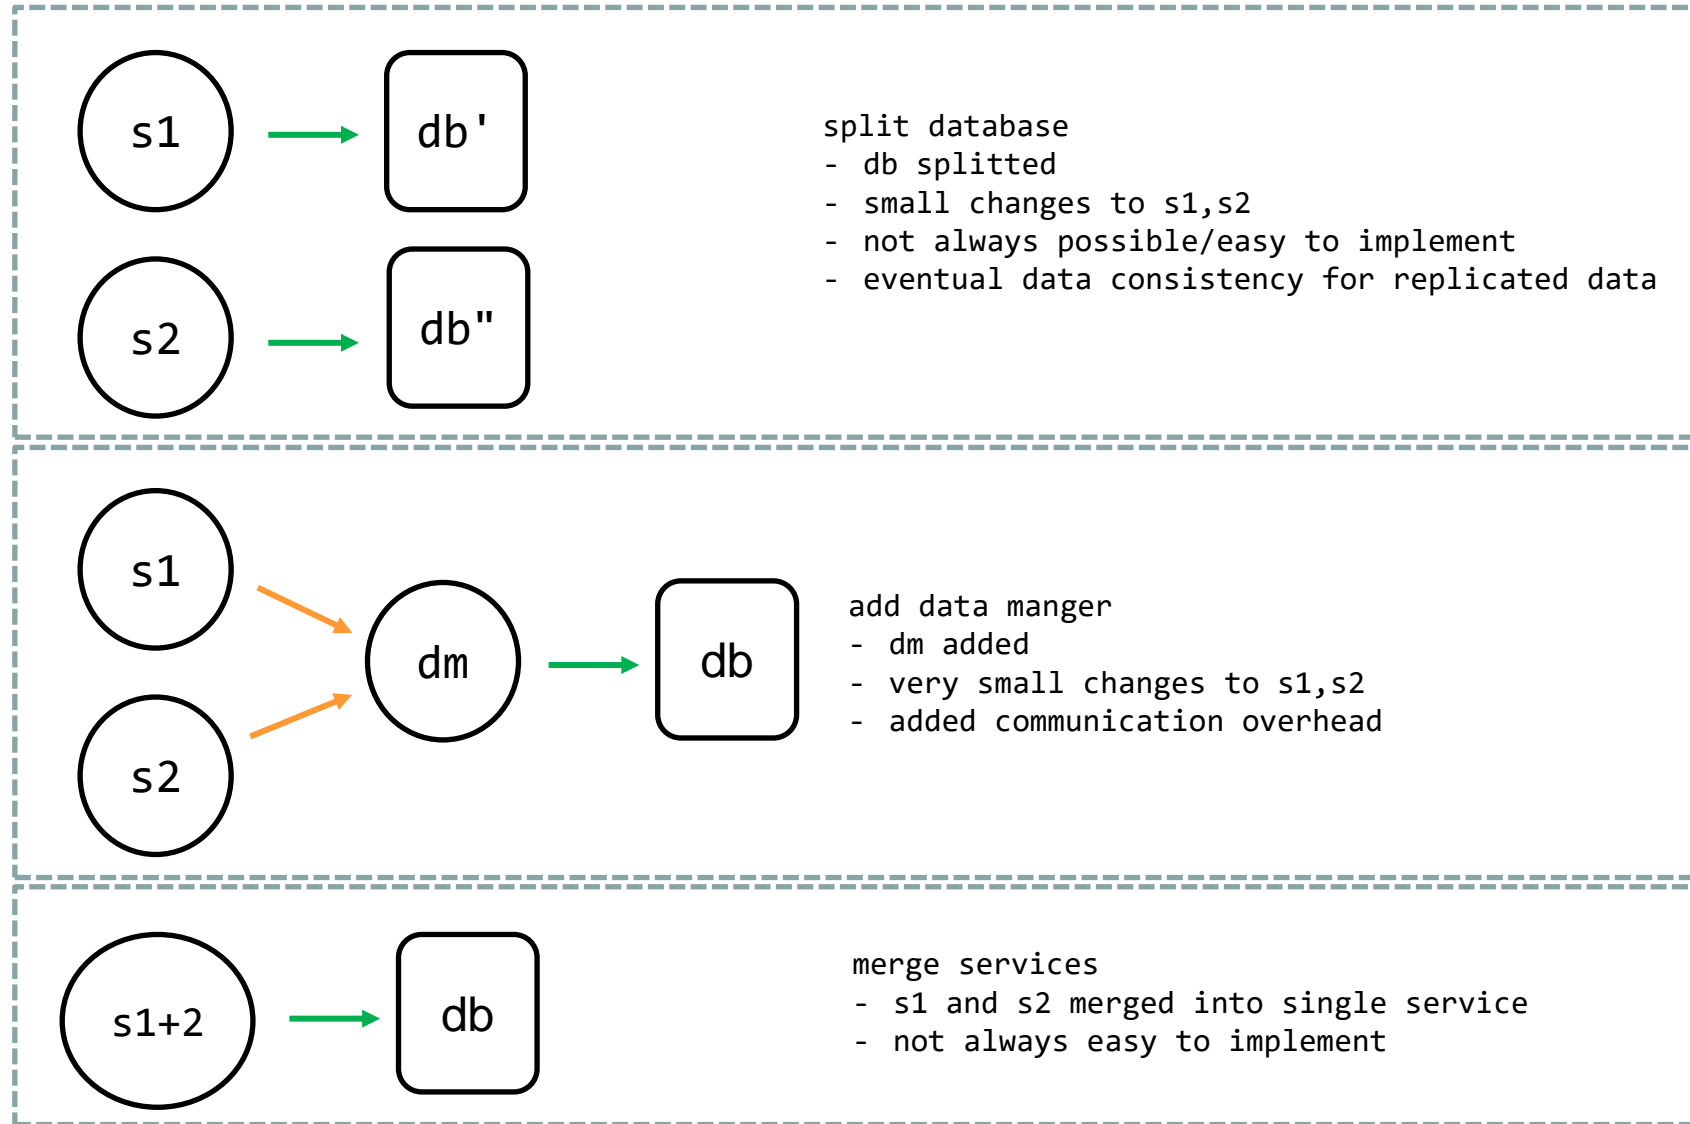 s1
db'
s2
db"
split database
- db splitted
- small changes to s1,s2
- not always possible/easy to implement
- eventual data consistency for replicated data
s1
s2
dm
db
add data manger
- dm added
- very small changes to s1,s2
- added communication overhead
s1+2
db
merge services
- s1 and s2 merged into single service
- not always easy to implement